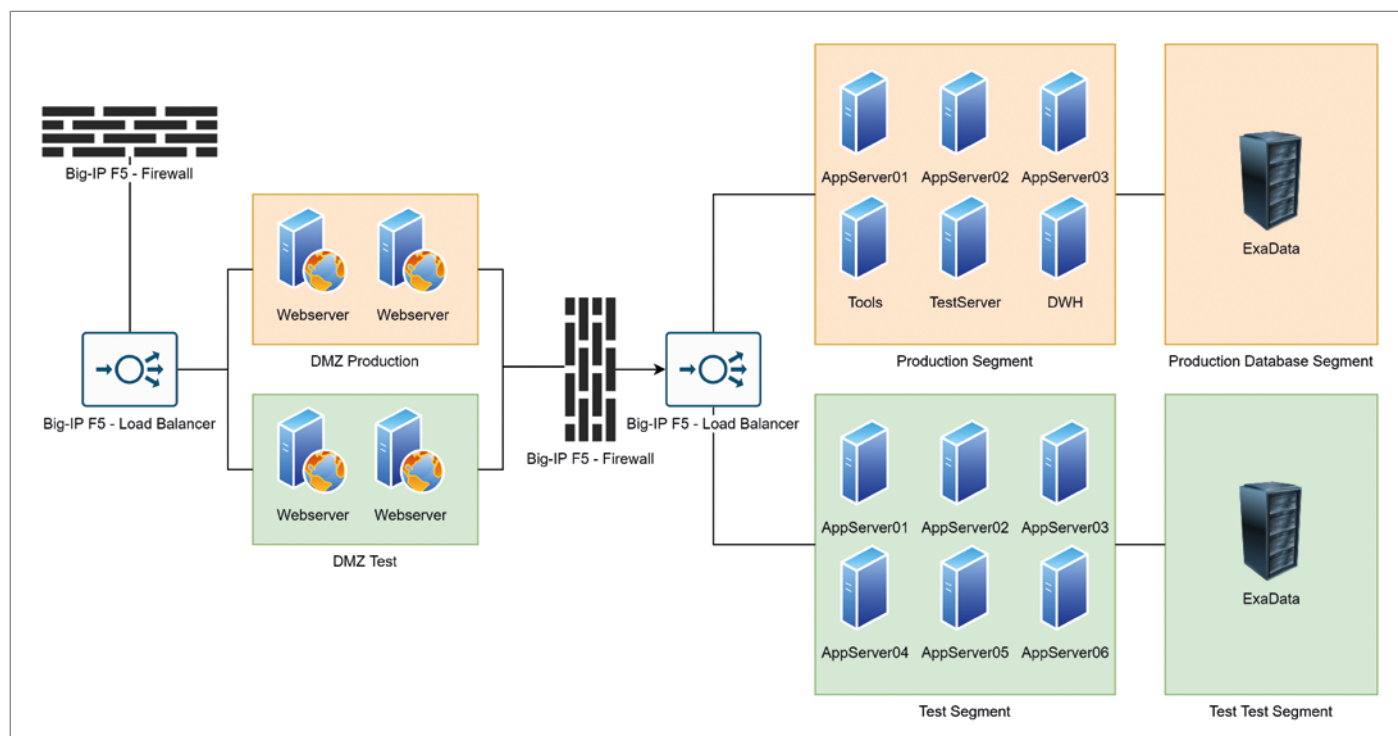 Big-IP F5 - Firewall
Big-IP F5 - Load Balancer
Webserver
Webserver
DMZ Production
Webserver
Webserver
DMZ Test
Big-IP F5 - Firewall
Big-IP F5 - Load Balancer
AppServer01
AppServer02
AppServer03
Tools
TestServer
DWH
Production Segment
ExaData
Production Database Segment
AppServer01
AppServer02
AppServer03
AppServer04
AppServer05
AppServer06
Test Segment
ExaData
Test Test Segment